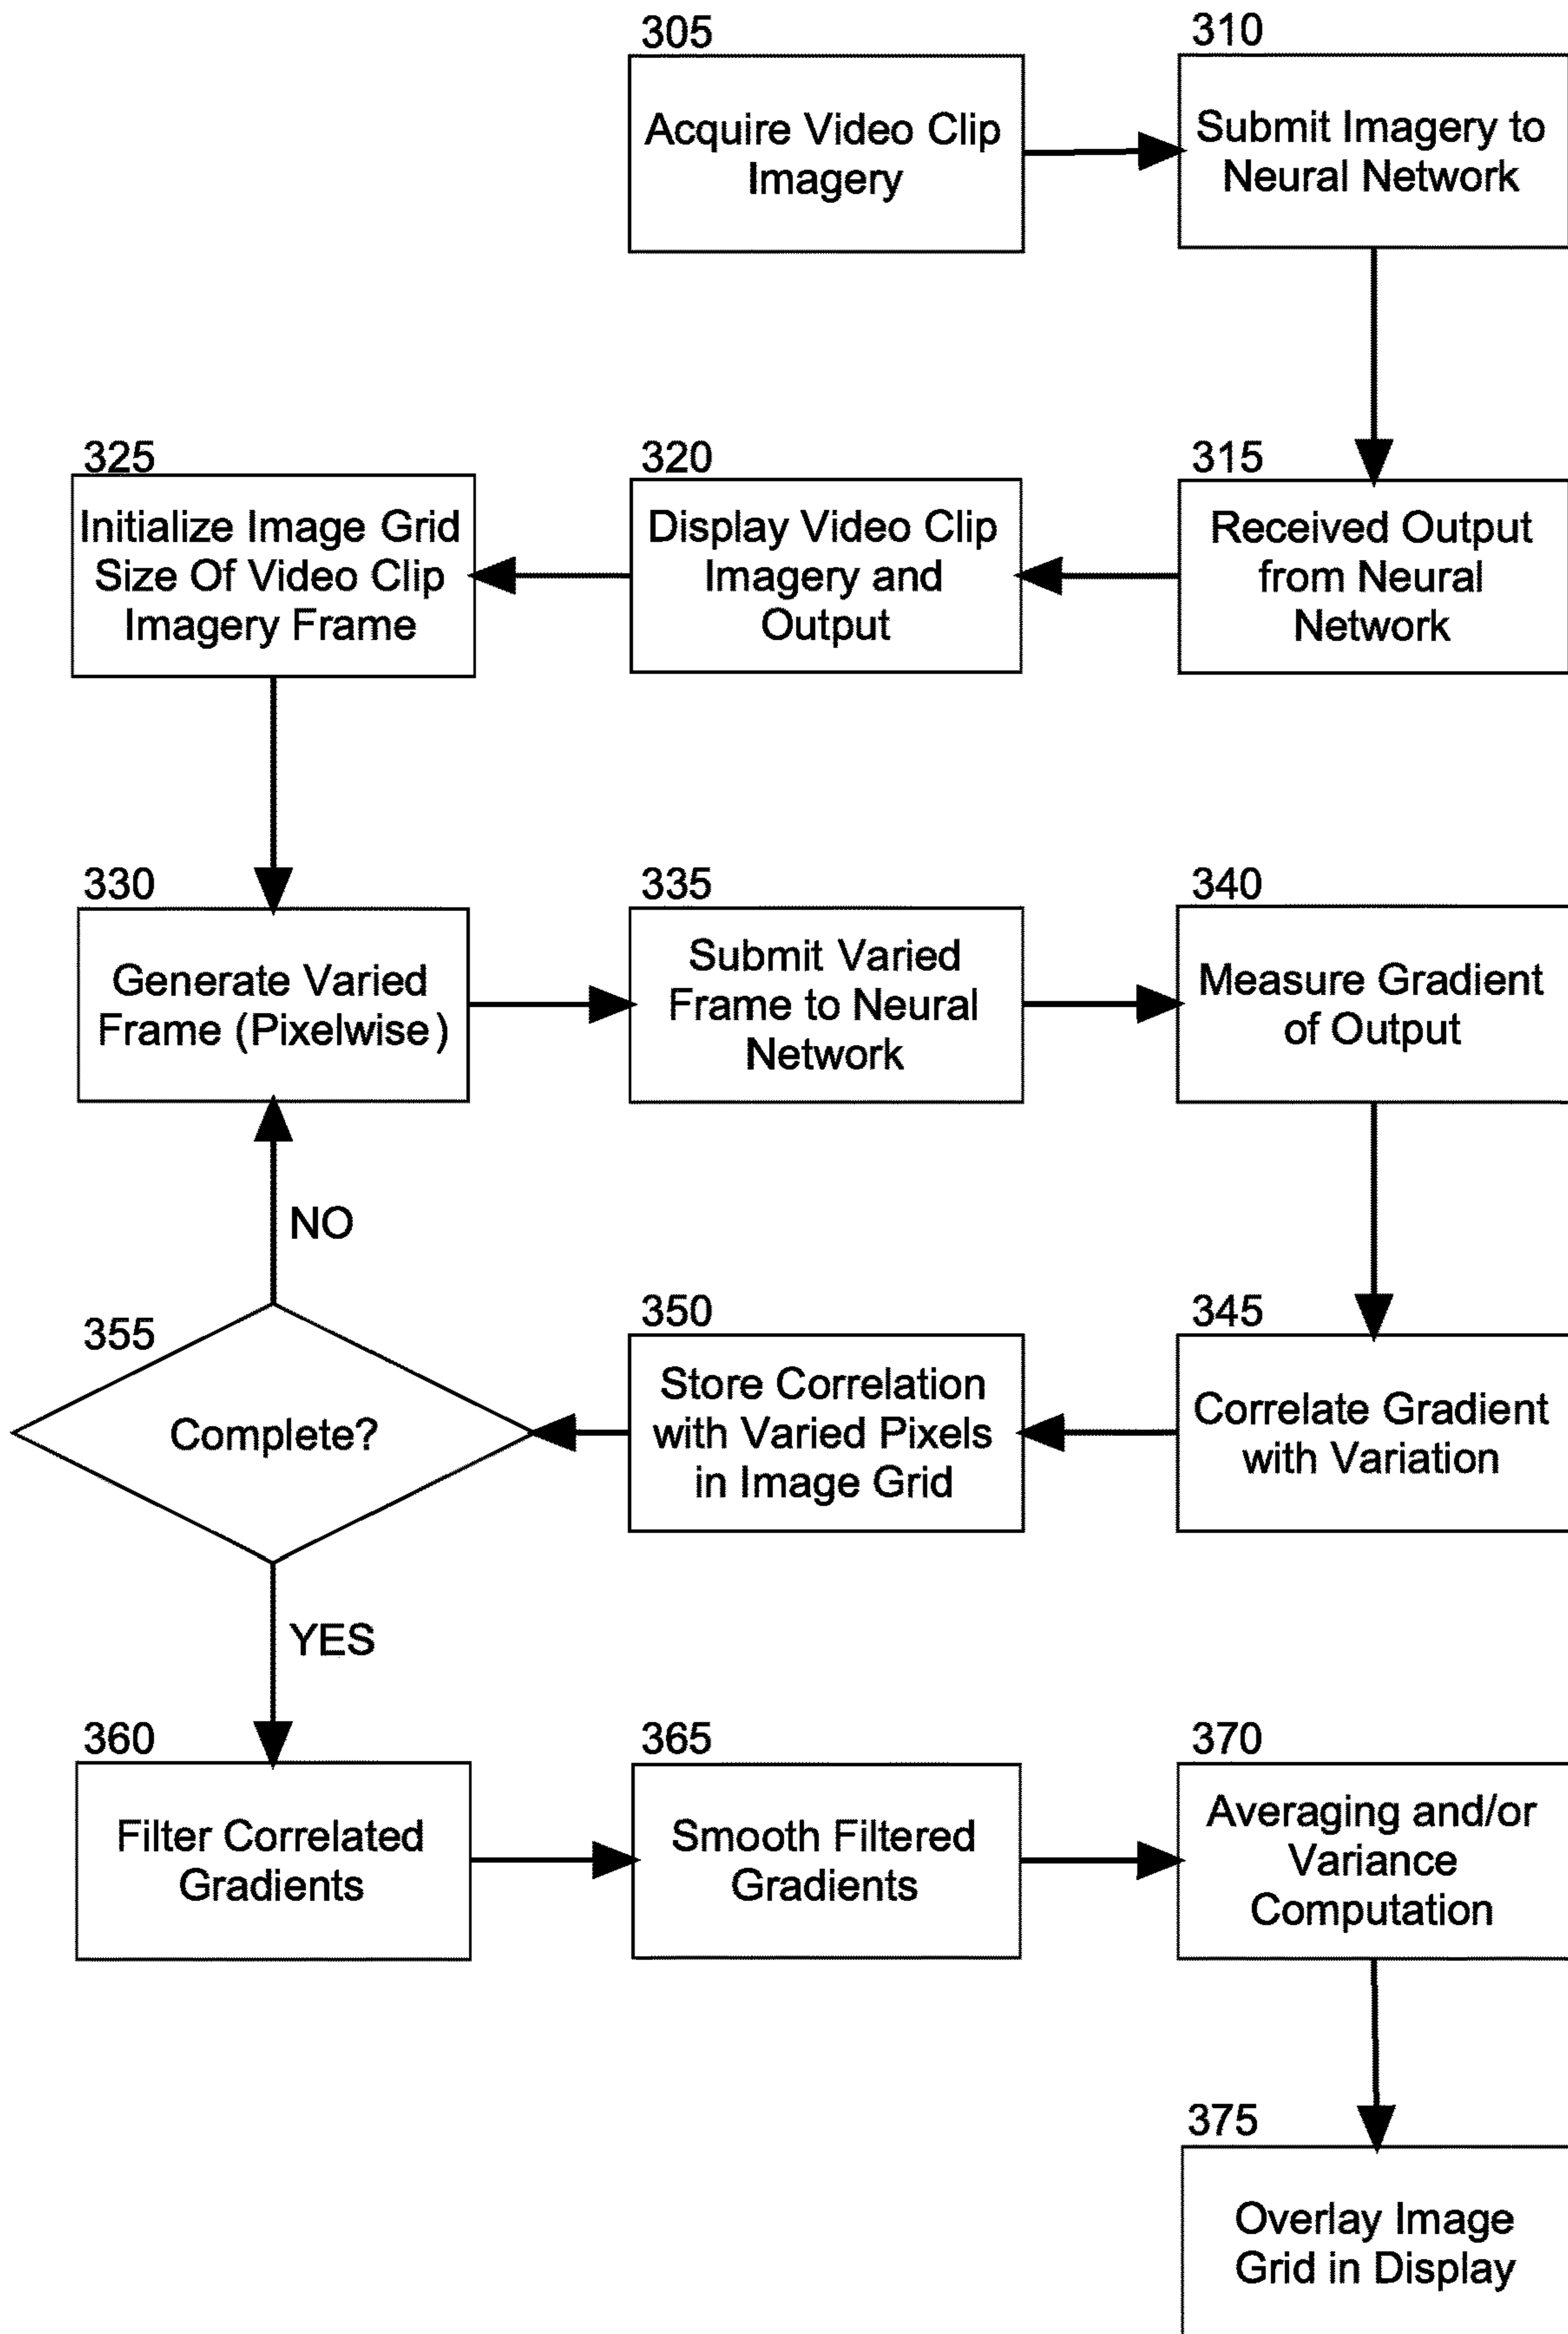 305
Acquire Video Clip
Imagery
310
Submit Imagery to
Neural Network
315
Received Output
from Neural
Network
320
Display Video Clip
Imagery and
Output
325
Initialize Image Grid
Size Of Video Clip
Imagery Frame
330
Generate Varied
Frame (Pixelwise)
335
Submit Varied
Frame to Neural
Network
340
Measure Gradient
of Output
345
Correlate Gradient
with Variation
350
Store Correlation
with Varied Pixels
in Image Grid
355
Complete?
NO
YES
360
Filter Correlated
Gradients
365
Smooth Filtered
Gradients
370
Averaging and/or
Variance
Computation
375
Overlay Image
Grid in Display